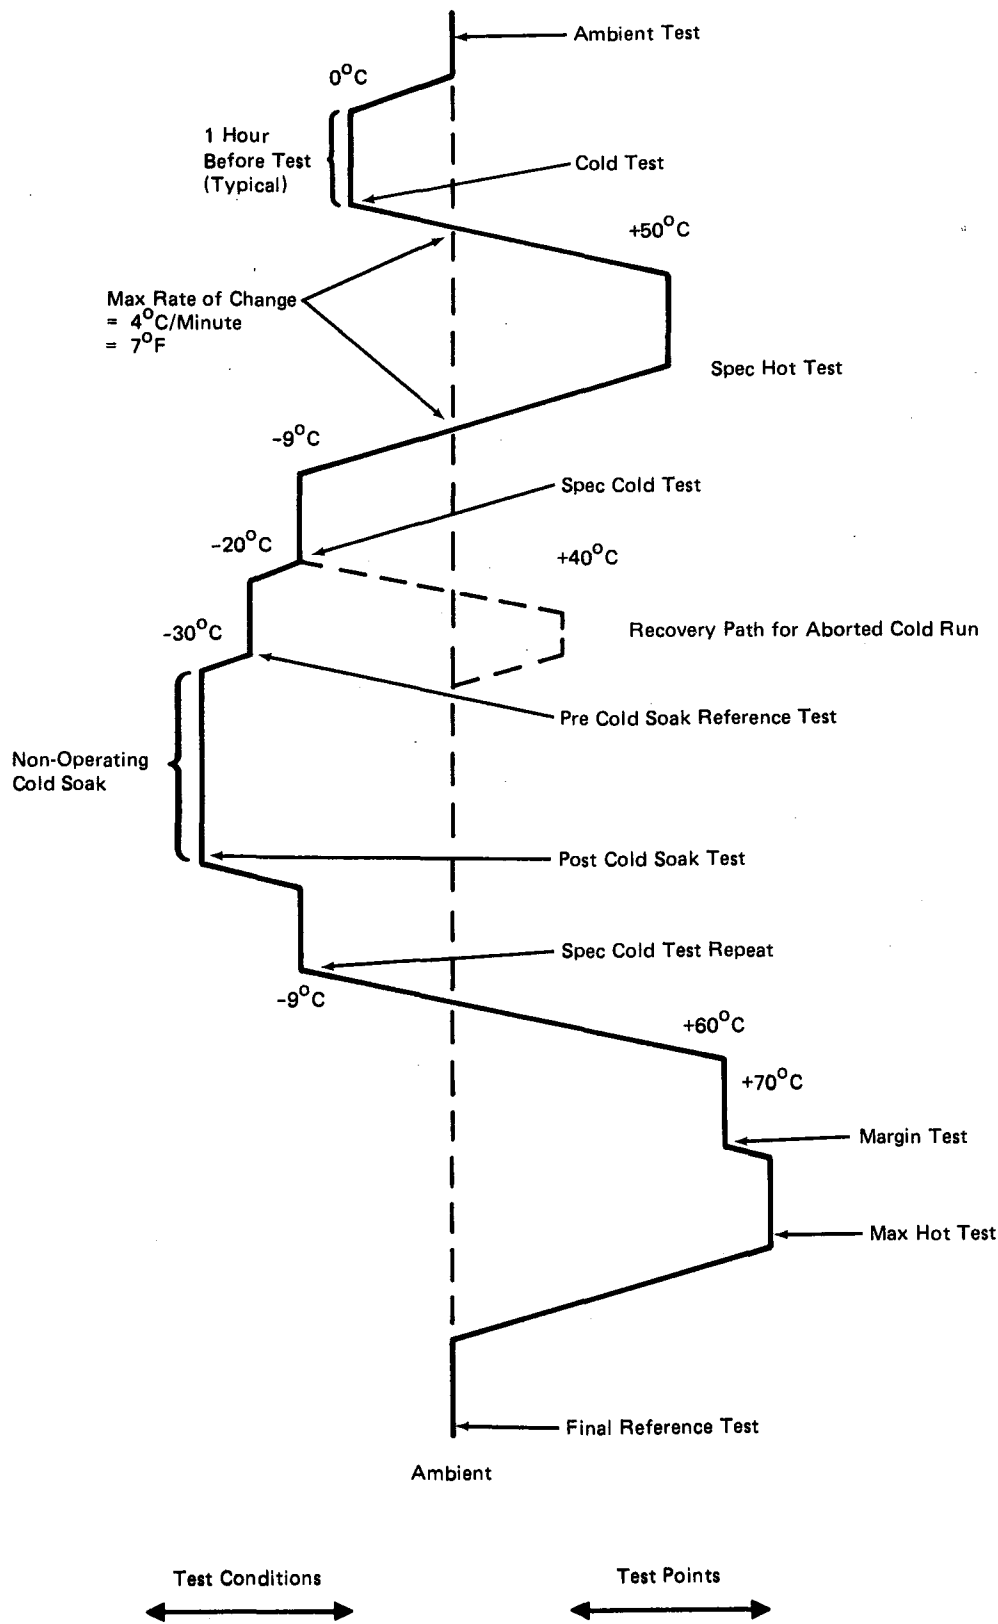 Ambient Test
0°C
1 Hour
Before Test
(Typical)
Cold Test
+50°C
Max Rate of Change
= 4°C/Minute
= 7°F
Spec Hot Test
-9°C
Spec Cold Test
-20°C
+40°C
-30°C
Recovery Path for Aborted Cold Run
Pre Cold Soak Reference Test
Non-Operating
Cold Soak
Post Cold Soak Test
Spec Cold Test Repeat
-9°C
+60°C
+70°C
Margin Test
Max Hot Test
Final Reference Test
Ambient
Test Conditions
Test Points